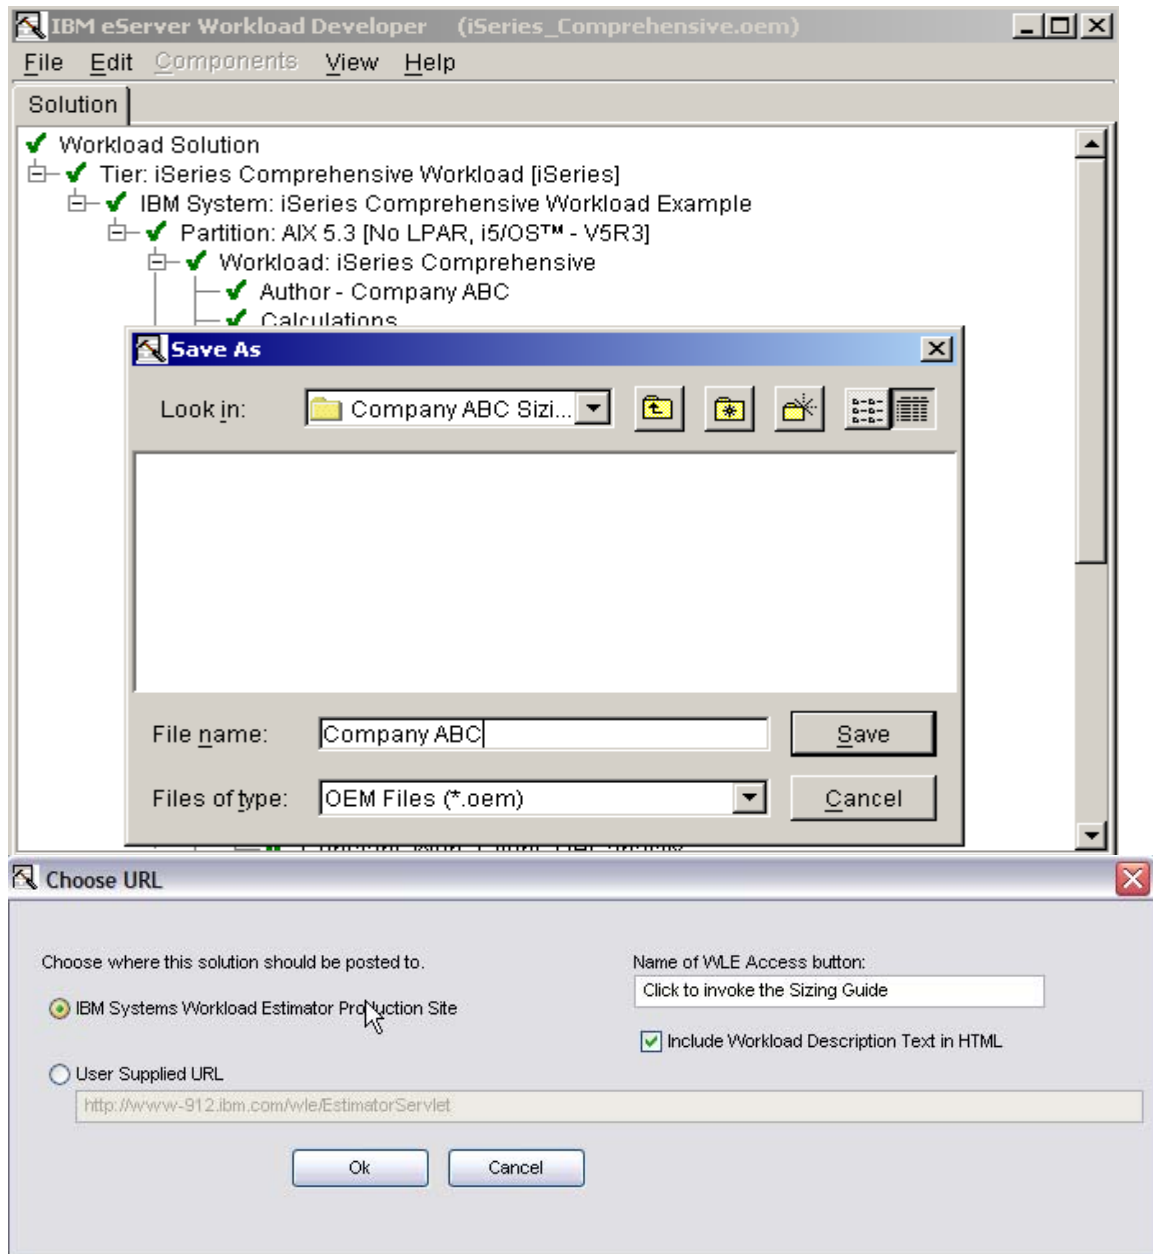 IBM eServer Workload Developer (iSeries_Comprehensive.oem)
File Edit Components View Help
Solution
Workload Solution
Tier: iSeries Comprehensive Workload [iSeries]
IBM System: iSeries Comprehensive Workload Example
Partition: AIX 5.3 [No LPAR, i5/OS™ - V5R3]
Workload: iSeries Comprehensive
Author - Company ABC
Calculations
Save As
Look in: Company ABC Sizi...
File name: Company ABC Save
Files of type: OEM Files (*.oem) Cancel
Choose URL
Choose where this solution should be posted to. Name of WLE Access button:
Click to invoke the Sizing Guide
IBM Systems Workload Estimator Production Site
Include Workload Description Text in HTML
User Supplied URL
http://www-912.ibm.com/wle/EstimatorServlet
Ok Cancel